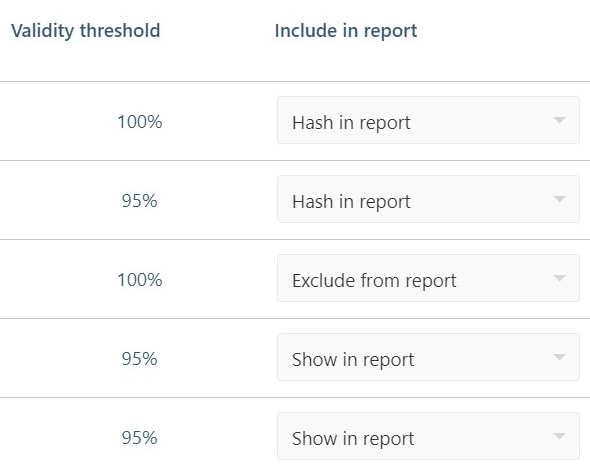 Validity threshold Include in report
100% Hash in report
95% Hash in report
100% Exclude from report
95% Show in report
95% Show in report